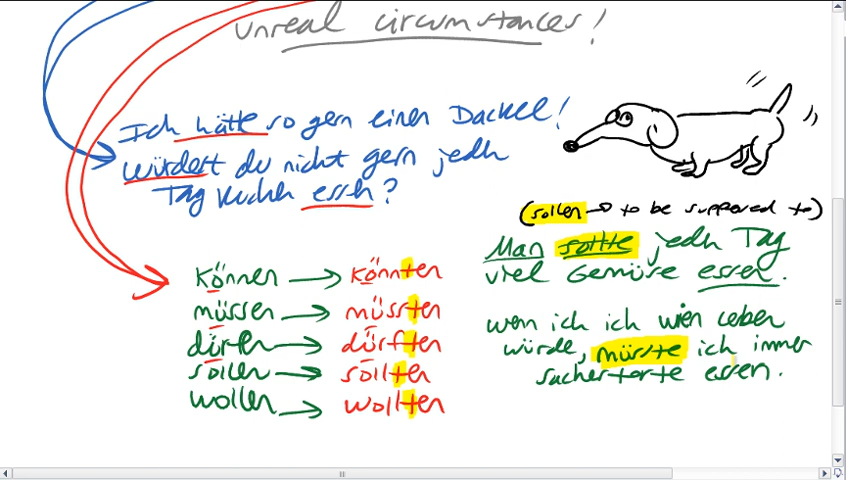 unreal circumstances!
Ich hätte so gern einen Dackel!
Würdest du nicht gern jeden
Tag Kuchen essen?
(sollen → to be supposed to)
Man sollte jeden Tag
viel Gemüse essen.
können → könnten
müssen → müssten
dürfen → dürften
sollen → sollten
wollen → wollten
wenn ich ich Wien leben
würde, müsste ich immer
Sachertorte essen.